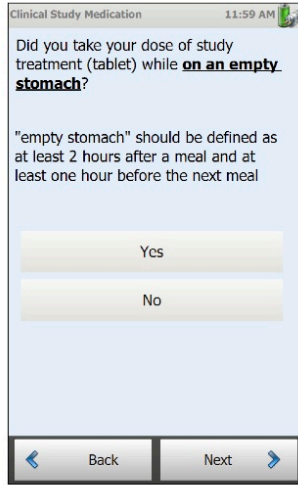 Clinical Study Medication 11:59 AM
Did you take your dose of study
treatment (tablet) while on an empty
stomach?
"empty stomach" should be defined as
at least 2 hours after a meal and at
least one hour before the next meal
Yes
No
Back Next